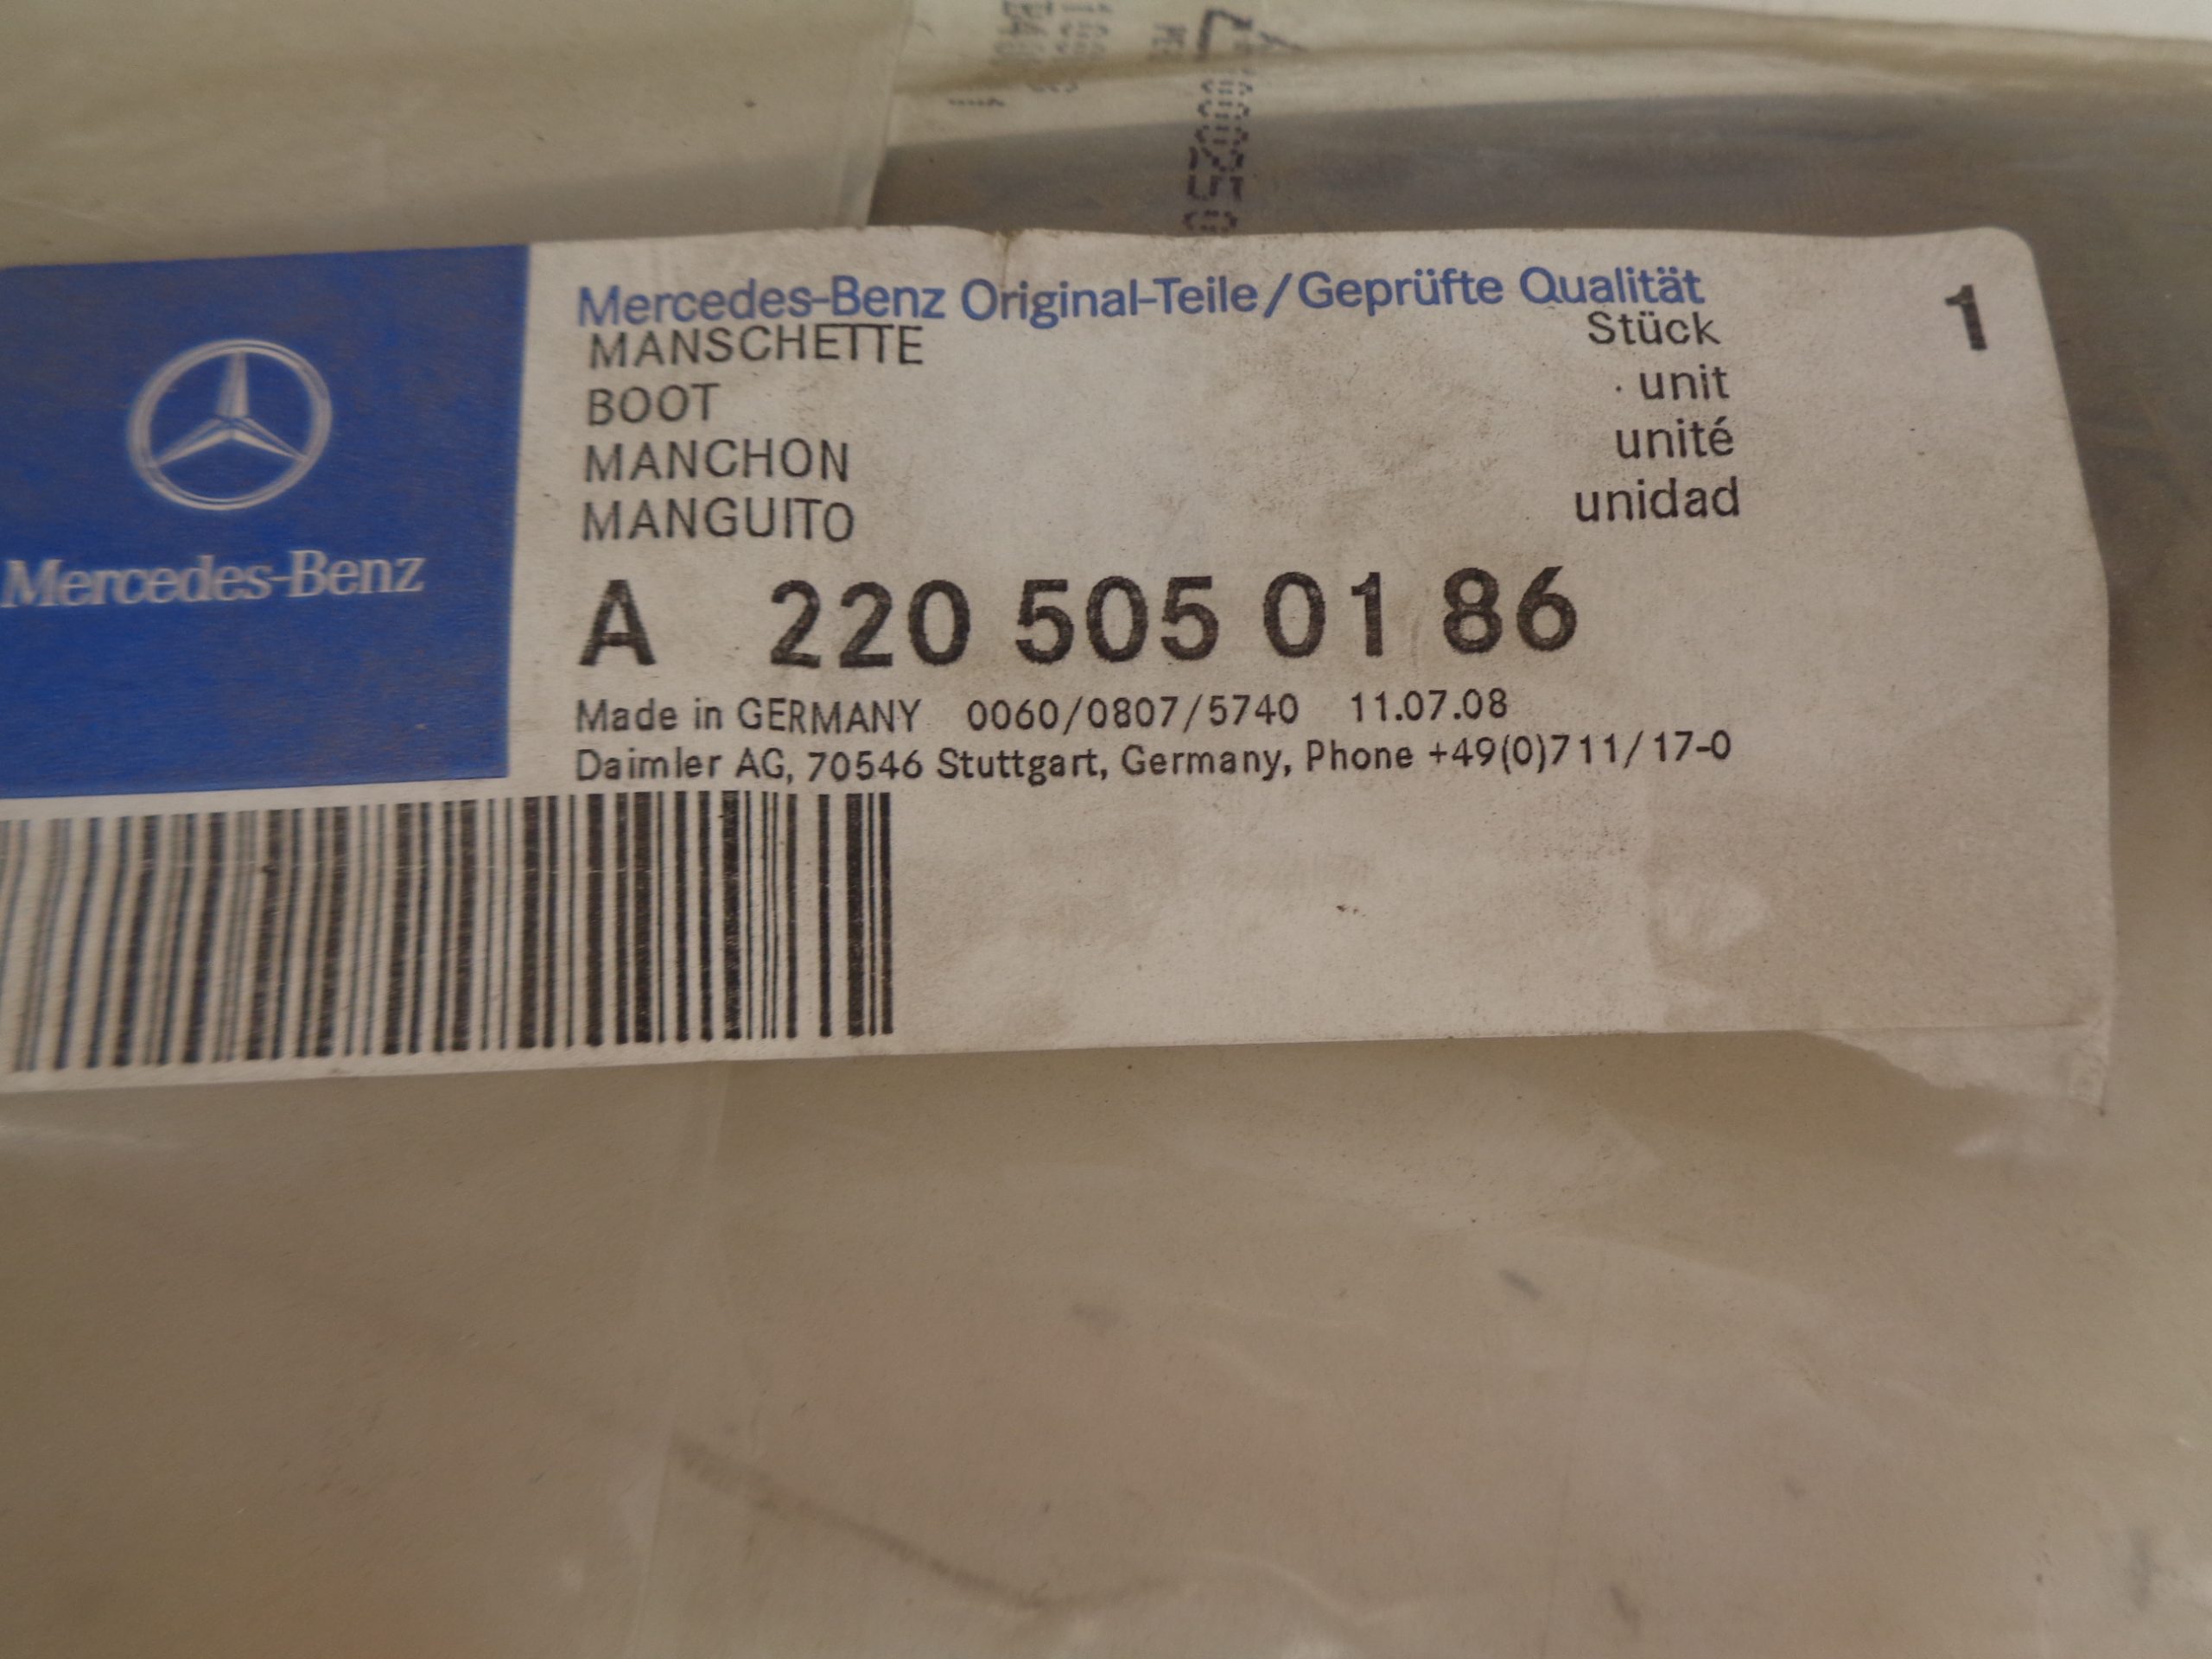 Mercedes-Benz
Mercedes-Benz Original-Teile/Geprüfte Qualität
MANSCHETTE Stück 1
BOOT unit
MANCHON unité
MANGUITO unidad
A 220 505 01 86
Made in GERMANY 0060/0807/5740 11.07.08
Daimler AG, 70546 Stuttgart, Germany, Phone +49(0)711/17-0